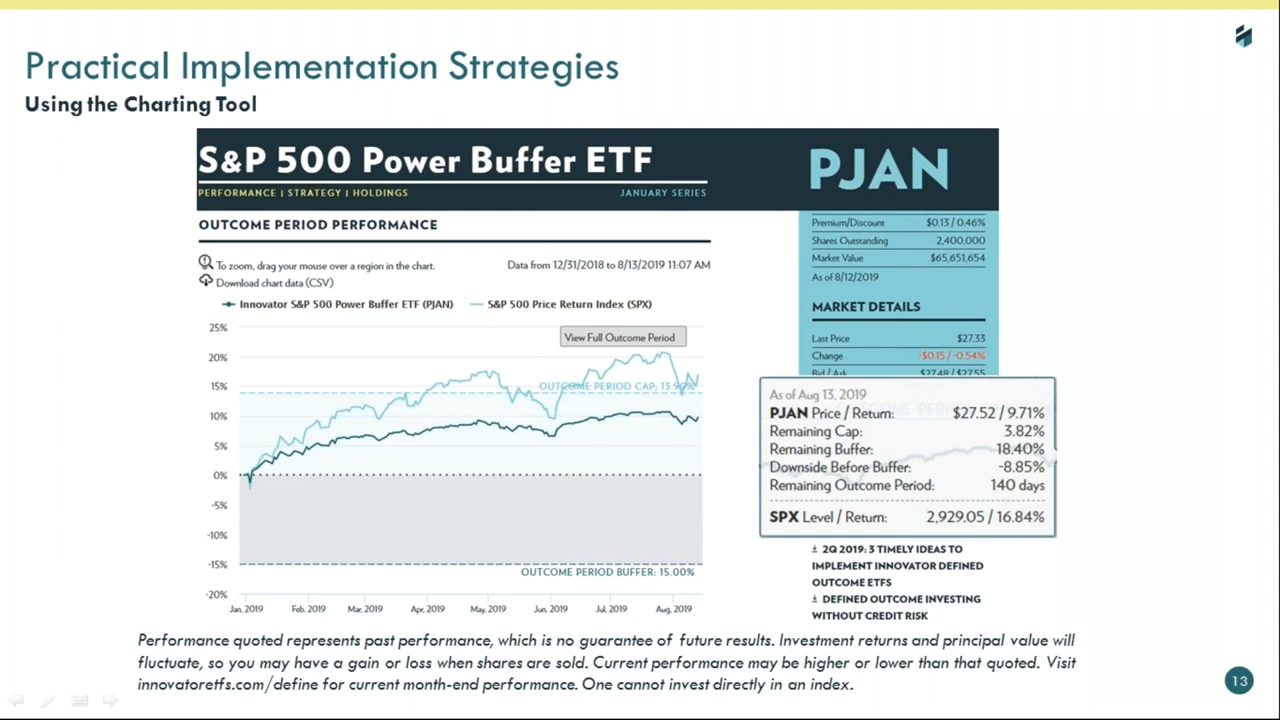 Practical Implementation Strategies
Using the Charting Tool
S&P 500 Power Buffer ETF
PJAN
PERFORMANCE | STRATEGY | HOLDINGS
JANUARY SERIES
OUTCOME PERIOD PERFORMANCE
To zoom, drag your mouse over a region in the chart.
Data from 12/31/2018 to 8/13/2019 11:07 AM
Download chart data (CSV)
Innovator S&P 500 Power Buffer ETF (PJAN)
S&P 500 Price Return Index (SPX)
View Full Outcome Period
25%
20%
15%
10%
5%
0%
-5%
-10%
-15%
-20%
OUTCOME PERIOD CAP: 13.90%
OUTCOME PERIOD BUFFER: 15.00%
Jan, 2019 Feb, 2019 Mar, 2019 Apr, 2019 May, 2019 Jun, 2019 Jul, 2019 Aug, 2019
Premium/Discount $0.13 / 0.46%
Shares Outstanding 2,400,000
Market Value $65,651,654
As of 8/12/2019
MARKET DETAILS
Last Price $27.33
Change -$0.15 / -0.54%
Bid / Ask $27.48 / $27.55
As of Aug 13, 2019
PJAN Price / Return: $27.52 / 9.71%
Remaining Cap: 3.82%
Remaining Buffer: 18.40%
Downside Before Buffer: -8.85%
Remaining Outcome Period: 140 days
SPX Level / Return: 2,929.05 / 16.84%
2Q 2019: 3 TIMELY IDEAS TO
IMPLEMENT INNOVATOR DEFINED
OUTCOME ETFS
DEFINED OUTCOME INVESTING
WITHOUT CREDIT RISK
Performance quoted represents past performance, which is no guarantee of future results. Investment returns and principal value will
fluctuate, so you may have a gain or loss when shares are sold. Current performance may be higher or lower than that quoted. Visit
innovatoretfs.com/define for current month-end performance. One cannot invest directly in an index.
13